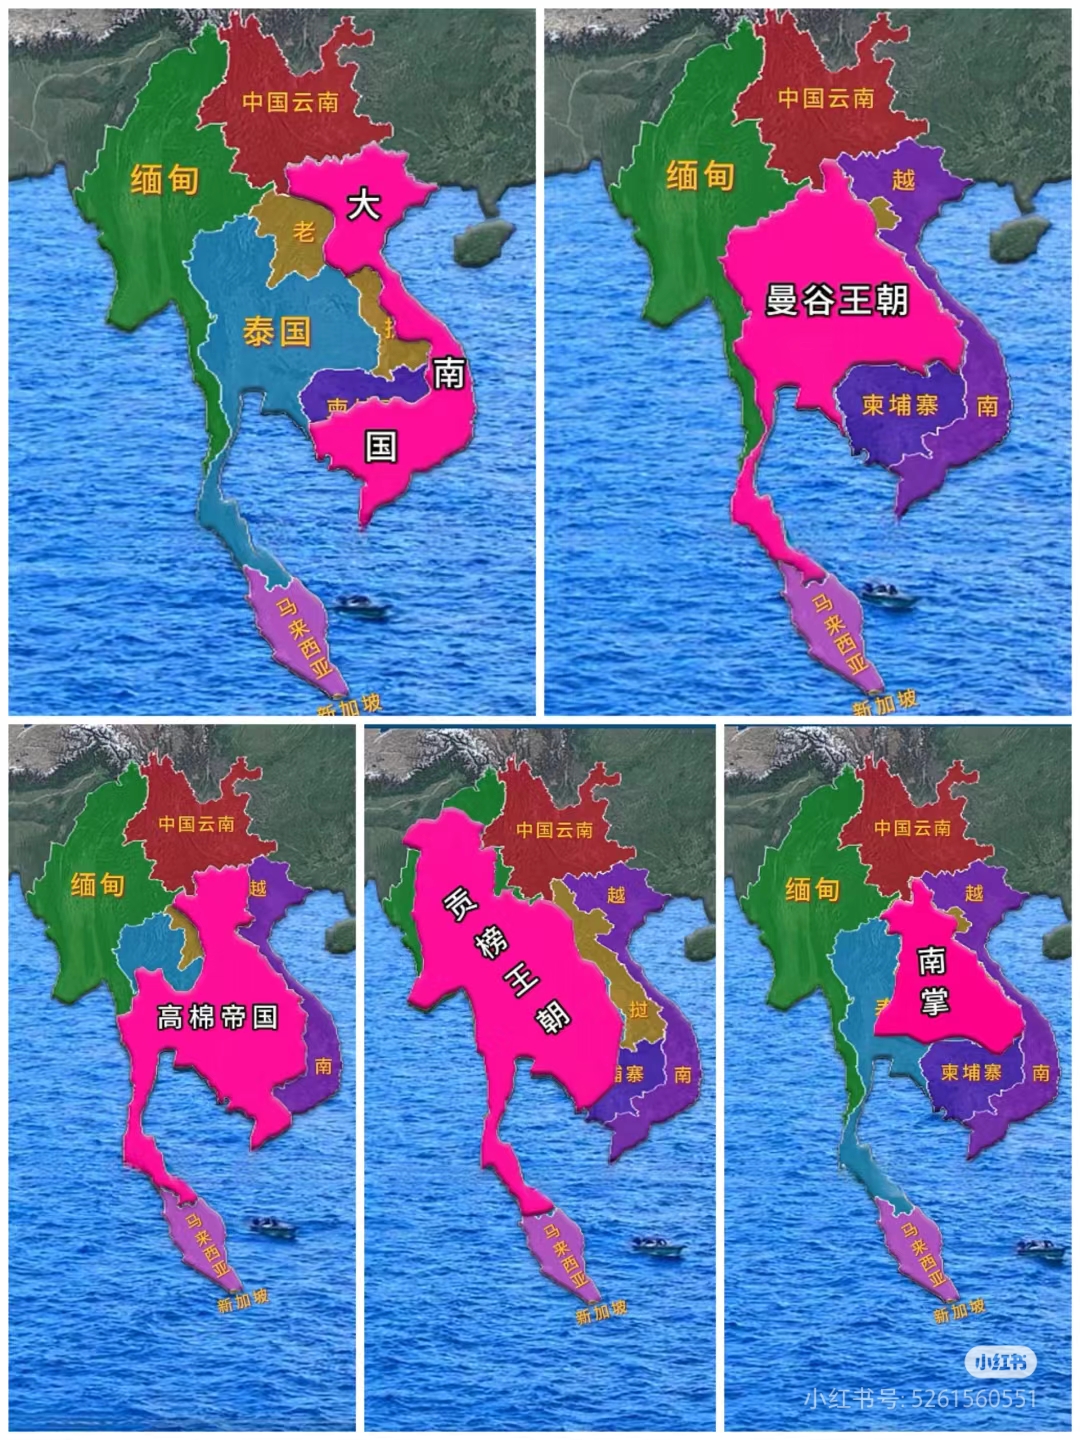 中国云南
缅甸
大
老
泰国
南
国
马来西亚
新加坡
中国云南
缅甸
越
曼谷王朝
柬埔寨
南
马来西亚
新加坡
中国云南
缅甸
越
高棉帝国
南
马来西亚
新加坡
中国云南
贡榜王朝
越
挝
埔寨
南
马来西亚
新加坡
中国云南
缅甸
越
南掌
柬埔寨
南
马来西亚
新加坡
小红书
小红书号: 5261560551